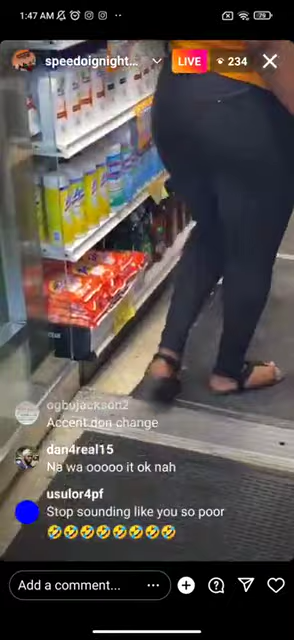 1:47 AM
79
speedoignight...
LIVE
234
ogbujackson2
Accent don change
dan4real15
Na wa ooooo it ok nah
usulor4pf
Stop sounding like you so poor
🤣🤣🤣🤣🤣🤣🤣🤣🤣
Add a comment...